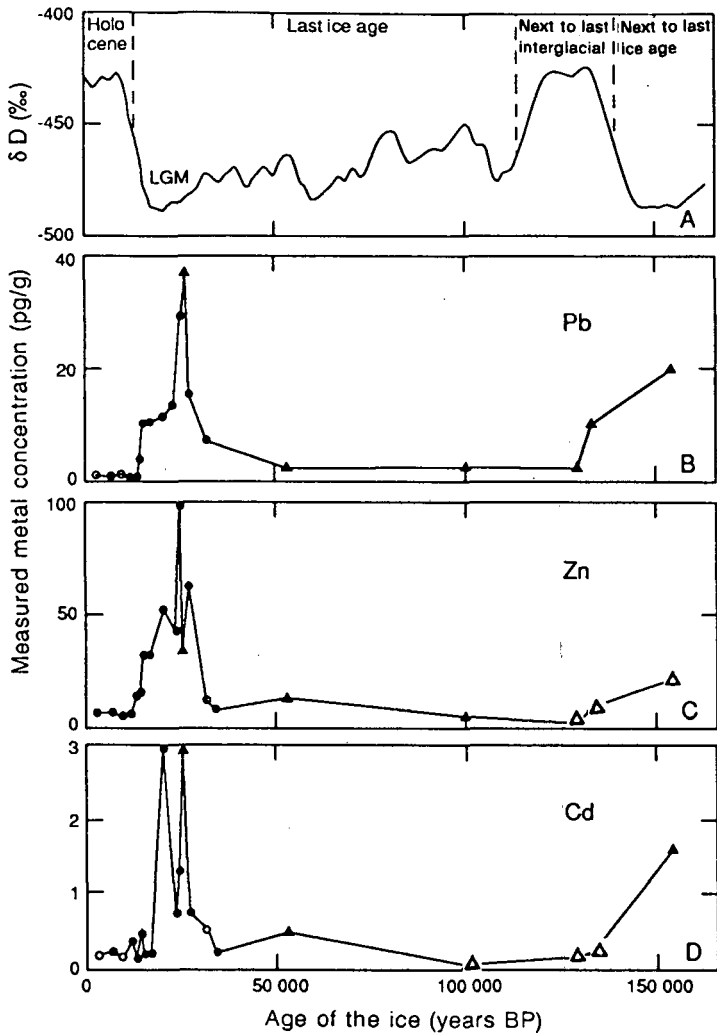 Holo
cene
Last ice age
Next to last
interglacial
Next to last
ice age
δ D (‰)
-400
-450
-500
LGM
A
Measured metal concentration (pg/g)
40
20
0
Pb
B
100
50
0
Zn
C
3
2
1
0
Cd
D
0
50 000
100 000
150 000
Age of the ice (years BP)